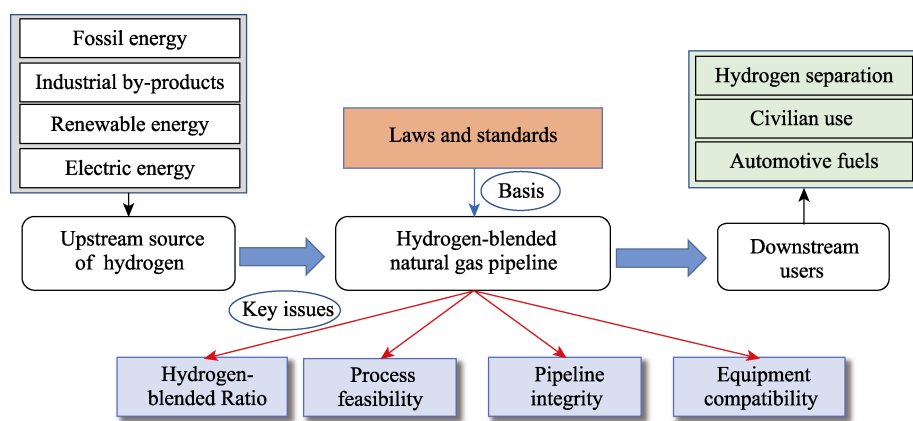 Fossil energy
Industrial by-products
Renewable energy
Electric energy
Laws and standards
Basis
Hydrogen separation
Civilian use
Automotive fuels
Upstream source
of hydrogen
Hydrogen-blended
natural gas pipeline
Downstream
users
Key issues
Hydrogen-
blended Ratio
Process
feasibility
Pipeline
integrity
Equipment
compatibility